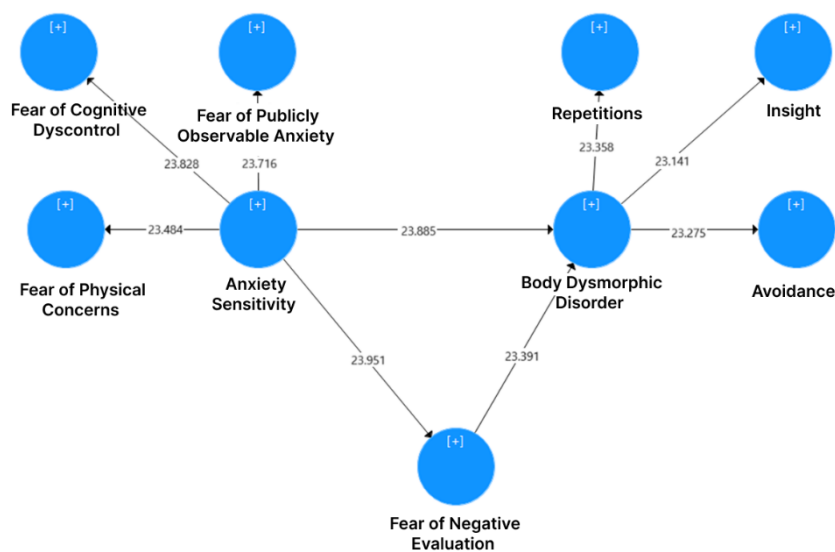 [+]
[+]
[+]
[+]
Fear of Cognitive
Dyscontrol
Fear of Publicly
Observable Anxiety
Repetitions
Insight
23.828
23.716
23.358
23.141
[+]
[+]
[+]
[+]
23.484
23.885
23.275
Fear of Physical
Concerns
Anxiety
Sensitivity
Body Dysmorphic
Disorder
Avoidance
23.951
23.391
[+]
Fear of Negative
Evaluation